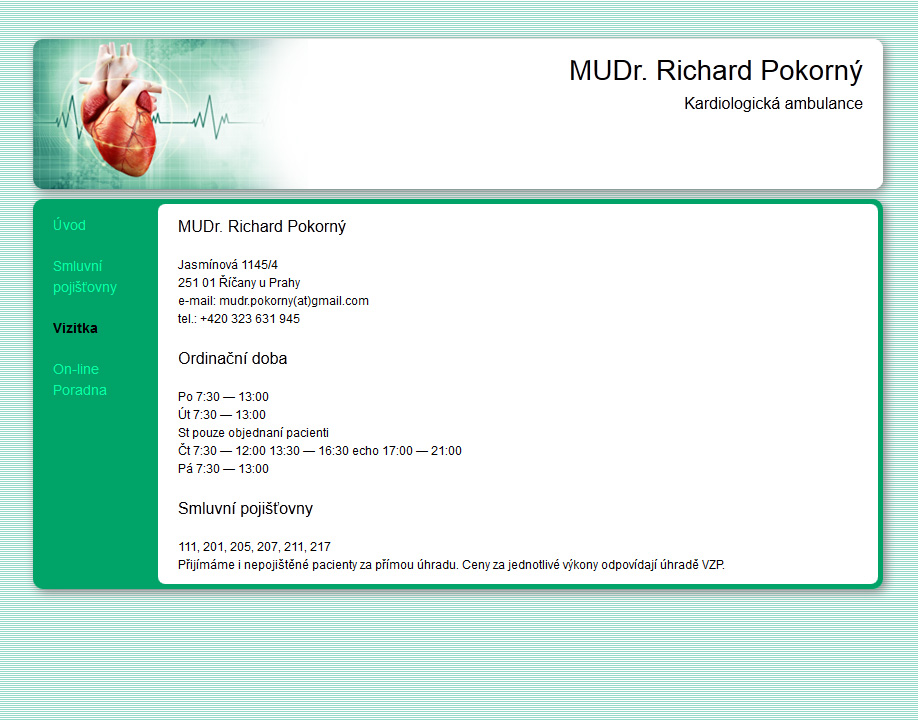 MUDr. Richard Pokorný
Kardiologická ambulance
Úvod
Smluvní
pojišťovny
Vizitka
On-line
Poradna
MUDr. Richard Pokorný
Jasmínová 1145/4
251 01 Říčany u Prahy
e-mail: mudr.pokorny(at)gmail.com
tel.: +420 323 631 945
Ordinační doba
Po 7:30 — 13:00
Út 7:30 — 13:00
St pouze objednaní pacienti
Čt 7:30 — 12:00 13:30 — 16:30 echo 17:00 — 21:00
Pá 7:30 — 13:00
Smluvní pojišťovny
111, 201, 205, 207, 211, 217
Přijímáme i nepojištěné pacienty za přímou úhradu. Ceny za jednotlivé výkony odpovídají úhradě VZP.